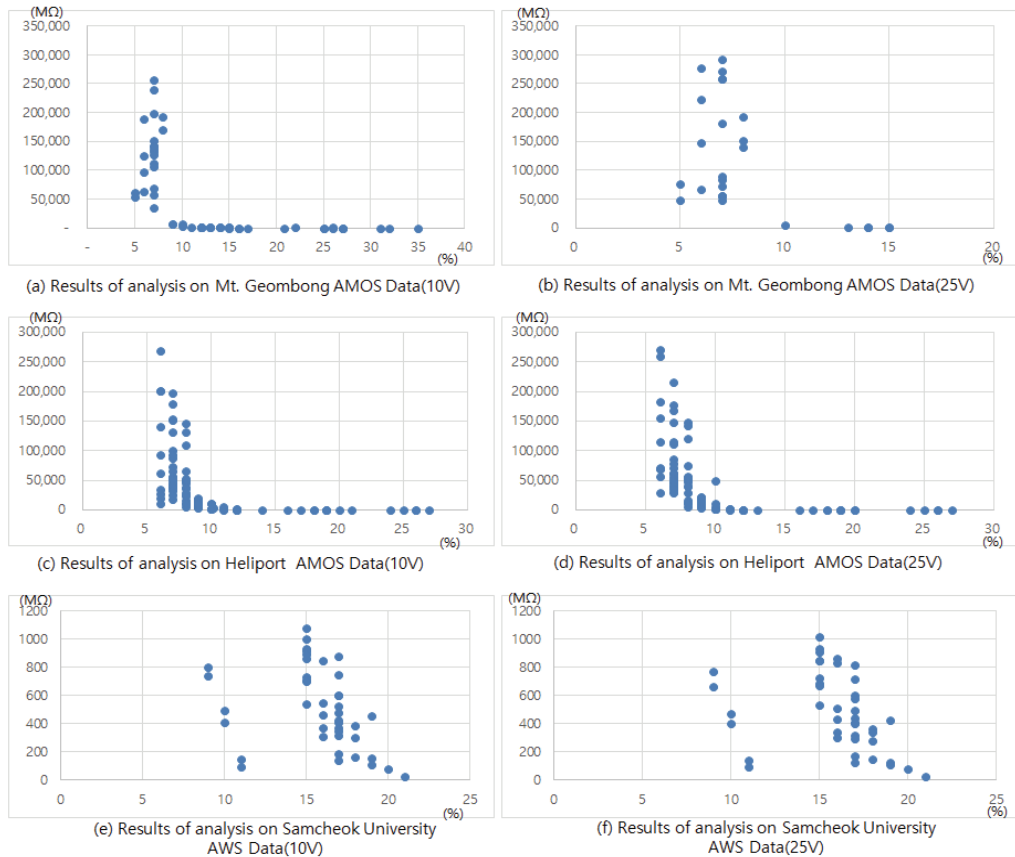 (MΩ)
350,000
300,000
250,000
200,000
150,000
100,000
50,000
-
- 5 10 15 20 25 30 35 40
(%)
(a) Results of analysis on Mt. Geombong AMOS Data(10V)
(MΩ)
350,000
300,000
250,000
200,000
150,000
100,000
50,000
0
0 5 10 15 20
(%)
(b) Results of analysis on Mt. Geombong AMOS Data(25V)
(MΩ)
300,000
250,000
200,000
150,000
100,000
50,000
0
0 5 10 15 20 25 30
(%)
(c) Results of analysis on Heliport AMOS Data(10V)
(MΩ)
300,000
250,000
200,000
150,000
100,000
50,000
0
0 5 10 15 20 25 30
(%)
(d) Results of analysis on Heliport AMOS Data(25V)
(MΩ)
1200
1000
800
600
400
200
0
0 5 10 15 20 25
(%)
(e) Results of analysis on Samcheok University
AWS Data(10V)
(MΩ)
1200
1000
800
600
400
200
0
0 5 10 15 20 25
(%)
(f) Results of analysis on Samcheok University
AWS Data(25V)